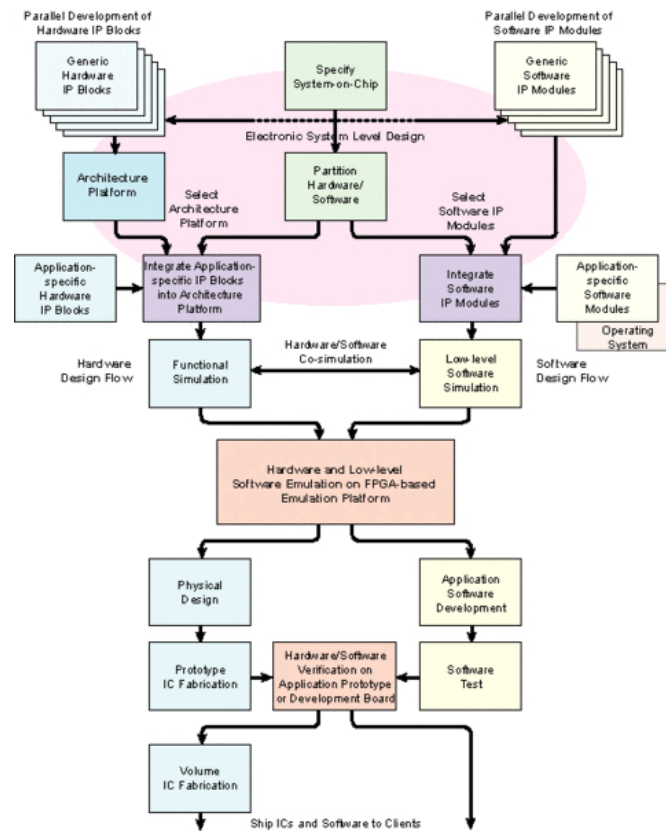 Parallel Development of
Hardware IP Blocks
Parallel Development of
Software IP Modules
Generic
Hardware
IP Blocks
Specify
System-on-Chip
Generic
Software
IP Modules
Electronic System Level Design
Architecture
Platform
Select
Architecture
Platform
Partition
Hardware/
Software
Select
Software IP
Modules
Application-
specific
Hardware
IP Blocks
Integrate Application-
specific IP Blocks
into Architecture
Platform
Integrate
Software
IP Modules
Application-
specific Software
Modules
Operating
System
Hardware
Design Flow
Functional
Simulation
Hardware/Software
Co-simulation
Low-level
Software
Simulation
Software
Design Flow
Hardware and Low-level
Software Emulation on FPGA-based
Emulation Platform
Physical
Design
Application
Software
Development
Prototype
IC Fabrication
Hardware/Software
Verification on
Application Prototype
or Development Board
Software
Test
Volume
IC Fabrication
Ship ICs and Software to Clients